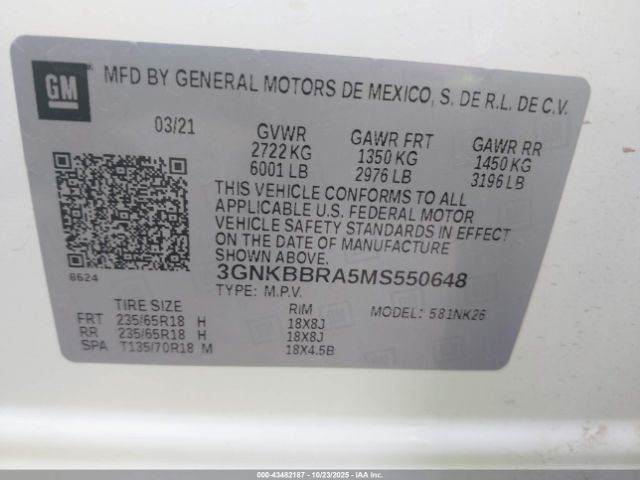 GM
MFD BY GENERAL MOTORS DE MEXICO, S. DE R.L. DE C.V.
03/21 GVWR GAWR FRT GAWR RR
2722 KG 1350 KG 1450 KG
6001 LB 2976 LB 3196 LB
THIS VEHICLE CONFORMS TO ALL
APPLICABLE U.S. FEDERAL MOTOR
VEHICLE SAFETY STANDARDS IN EFFECT
ON THE DATE OF MANUFACTURE
SHOWN ABOVE.
8624 3GNKBBRA5MS550648
TYPE: M.P.V.
TIRE SIZE RIM MODEL: 581NK26
FRT 235/65R18 H 18X8J
RR 235/65R18 H 18X8J
SPA T135/70R18 M 18X4.5B
000-43482187 - 10/23/2025 - IAAI.COM